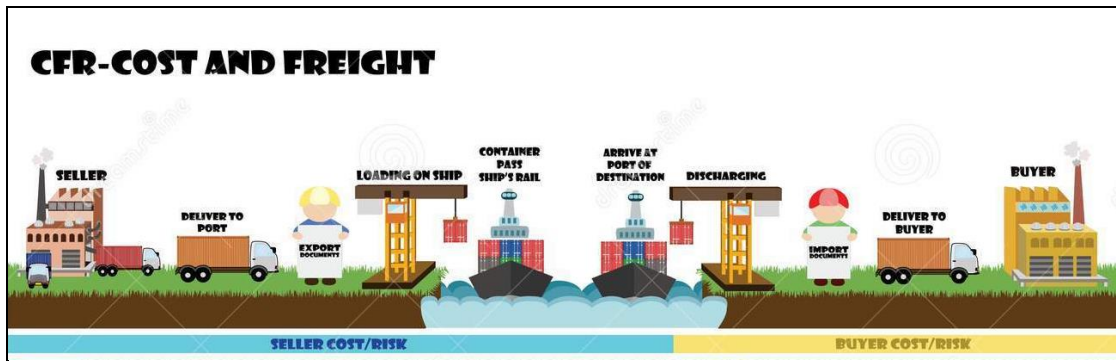 CFR-COST AND FREIGHT
SELLER
DELIVER TO
PORT
EXPORT
DOCUMENTS
LOADING ON SHIP
CONTAINER
PASS
SHIP'S RAIL
ARRIVE AT
PORT OF
DESTINATION
DISCHARGING
IMPORT
DOCUMENTS
DELIVER TO
BUYER
BUYER
SELLER COST/RISK
BUYER COST/RISK